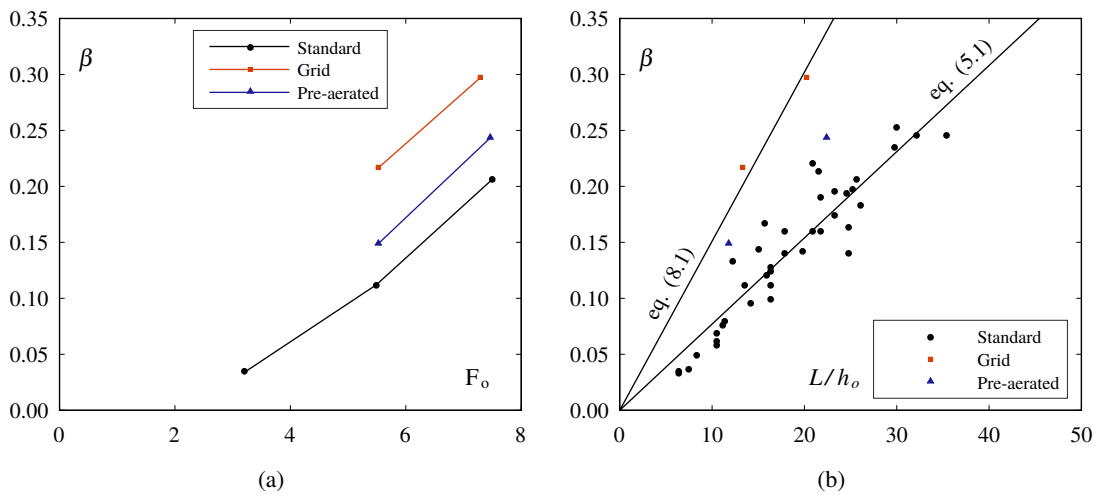 0.35
0.30
0.25
0.20
0.15
0.10
0.05
0.00
β
Standard
Grid
Pre-aerated
F_o
0 2 4 6 8
(a)
0.35
0.30
0.25
0.20
0.15
0.10
0.05
0.00
β
eq. (8.1)
eq. (5.1)
L/h_o
Standard
Grid
Pre-aerated
0 10 20 30 40 50
(b)